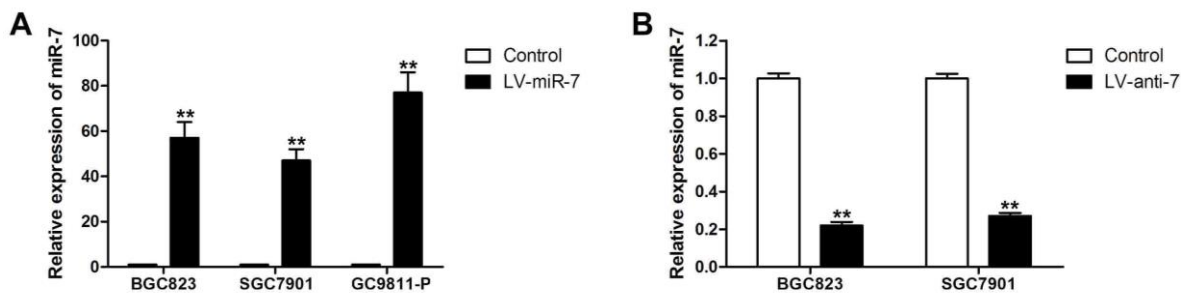 A
Relative expression of miR-7
100
80
60
40
20
0
**
**
**
BGC823 SGC7901 GC9811-P
Control
LV-miR-7
B
Relative expression of miR-7
1.2
1.0
0.8
0.6
0.4
0.2
0.0
**
**
BGC823 SGC7901
Control
LV-anti-7